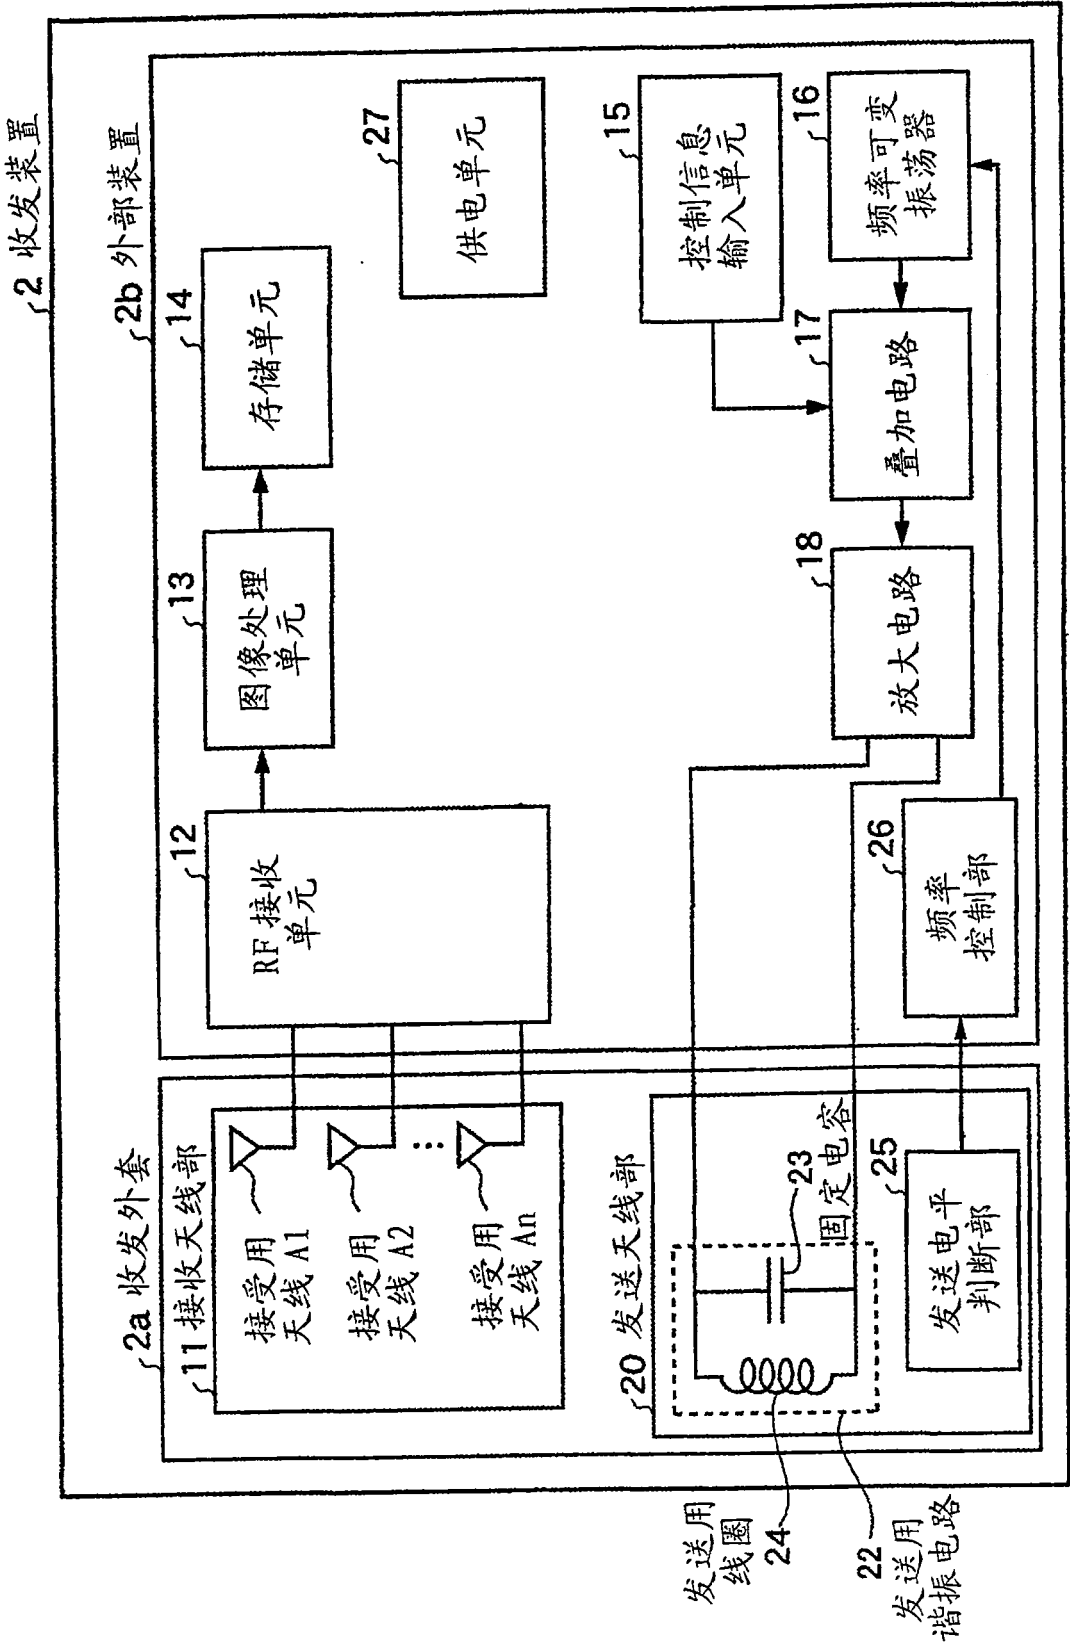 2 收发装置
2a 收发外套
2b 外部装置
11 接收天线部
接受用
天线 A1
接受用
天线 A2
接受用
天线 An
12
RF 接收
单元
13
图像处理
单元
14
存储单元
27
供电单元
15
控制信息
输入单元
16
频率可变
振荡器
17
叠加电路
18
放大电路
20 发送天线部
23
固定电容
25
发送电平
判断部
26
频率
控制部
发送用
线圈
24
22
发送用
谐振电路